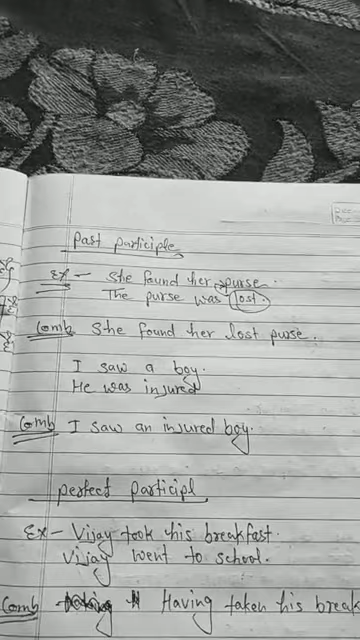 Past participle
Ex - She found her purse.
The purse was lost.
Comb She found her lost purse.
I saw a boy.
He was injured
Comb I saw an injured boy.
perfect participl
Ex - Vijay took his breakfast.
Vijay went to school.
Comb Having taken his break